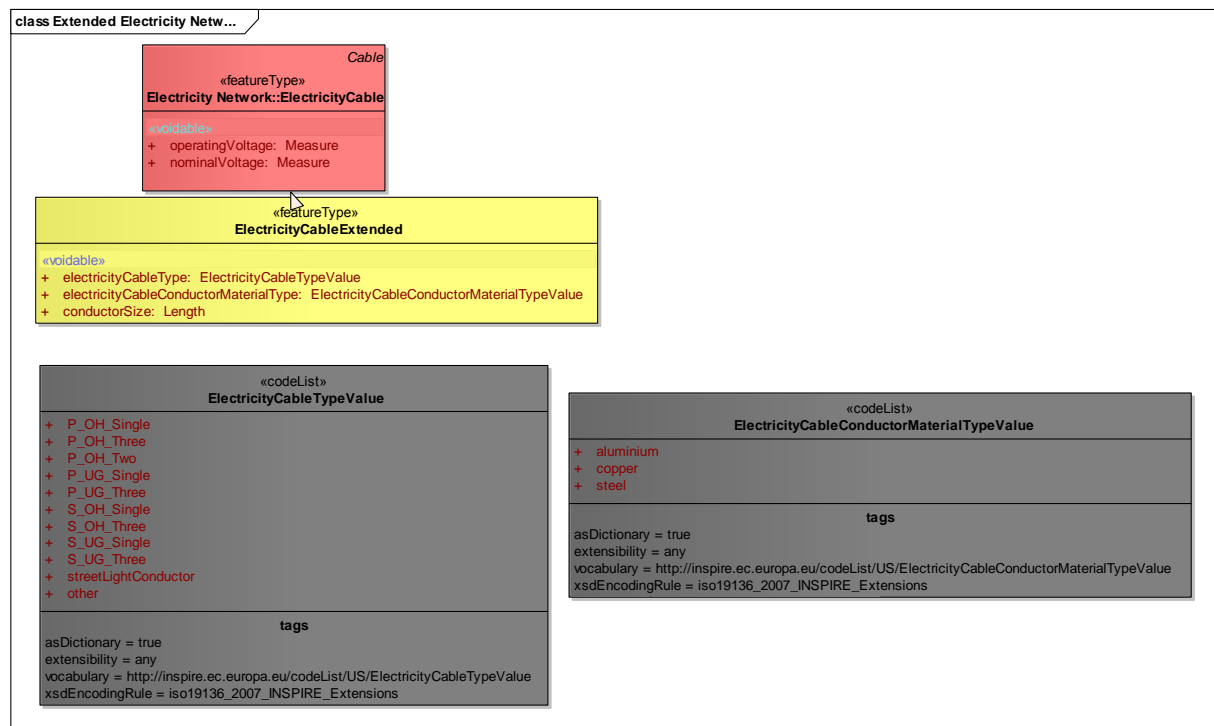 class Extended Electricity Netw...
Cable
«featureType»
Electricity Network::ElectricityCable
«voidable»
+ operatingVoltage: Measure
+ nominalVoltage: Measure
«featureType»
ElectricityCableExtended
«voidable»
+ electricityCableType: ElectricityCableTypeValue
+ electricityCableConductorMaterialType: ElectricityCableConductorMaterialTypeValue
+ conductorSize: Length
«codeList»
ElectricityCableTypeValue
+ P_OH_Single
+ P_OH_Three
+ P_OH_Two
+ P_UG_Single
+ P_UG_Three
+ S_OH_Single
+ S_OH_Three
+ S_UG_Single
+ S_UG_Three
+ streetLightConductor
+ other
tags
asDictionary = true
extensibility = any
vocabulary = http://inspire.ec.europa.eu/codeList/US/ElectricityCableTypeValue
xsdEncodingRule = iso19136_2007_INSPIRE_Extensions
«codeList»
ElectricityCableConductorMaterialTypeValue
+ aluminium
+ copper
+ steel
tags
asDictionary = true
extensibility = any
vocabulary = http://inspire.ec.europa.eu/codeList/US/ElectricityCableConductorMaterialTypeValue
xsdEncodingRule = iso19136_2007_INSPIRE_Extensions